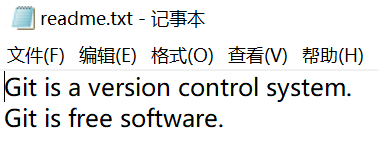 readme.txt - 记事本
文件(F) 编辑(E) 格式(O) 查看(V) 帮助(H)
Git is a version control system.
Git is free software.